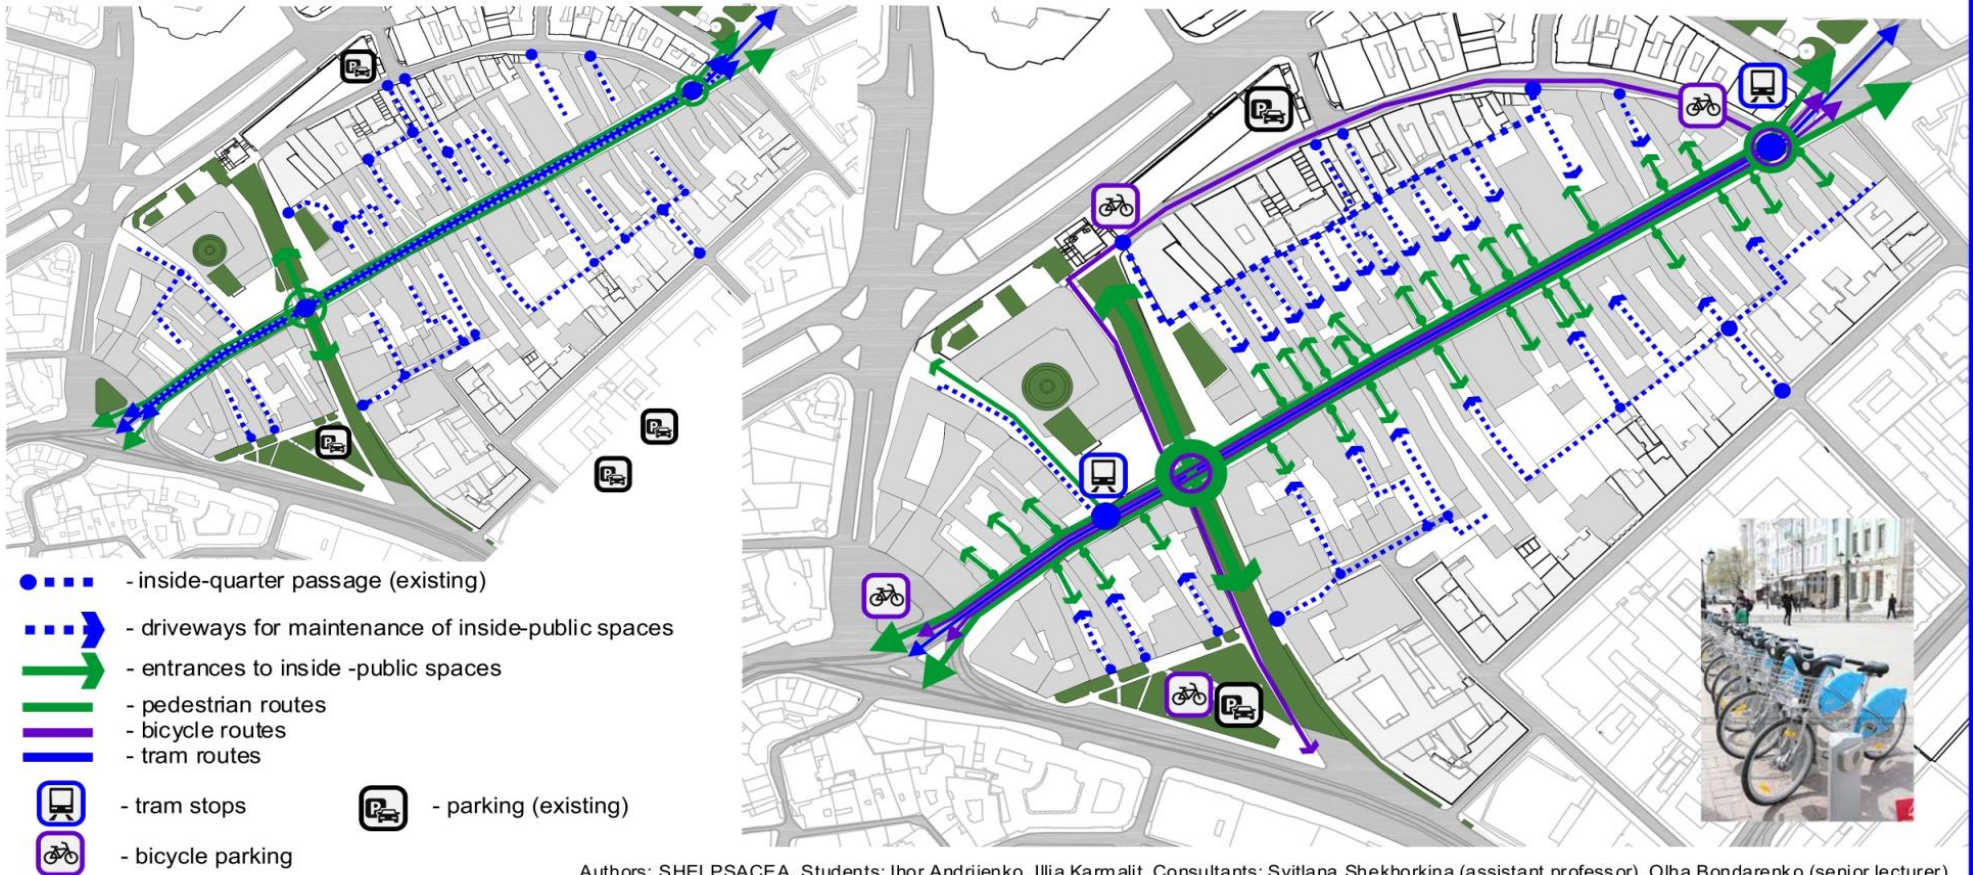 - inside-quarter passage (existing)
- driveways for maintenance of inside-public spaces
- entrances to inside -public spaces
- pedestrian routes
- bicycle routes
- tram routes
- tram stops
- parking (existing)
- bicycle parking
Authors: SHEI PSACEA, Students: Ihor Andriienko, Illia Karmalit, Consultants: Svitlana Shekhorkina (assistant professor), Olha Bondarenko (senior lecturer)
P
P
P
P
P
P
P